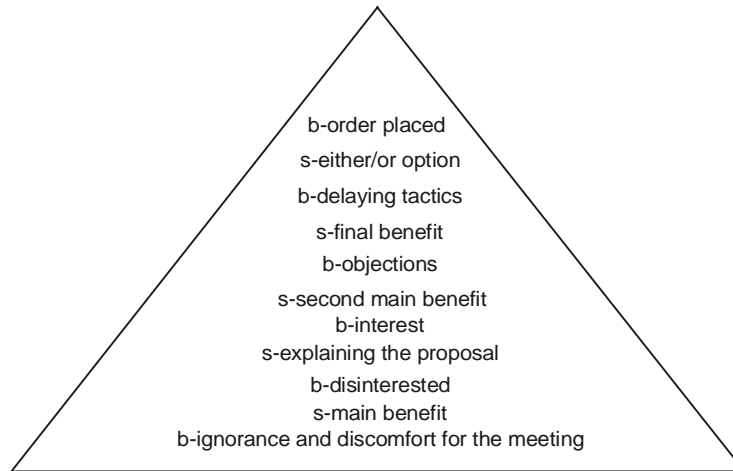 b-order placed
s-either/or option
b-delaying tactics
s-final benefit
b-objections
s-second main benefit
b-interest
s-explaining the proposal
b-disinterested
s-main benefit
b-ignorance and discomfort for the meeting